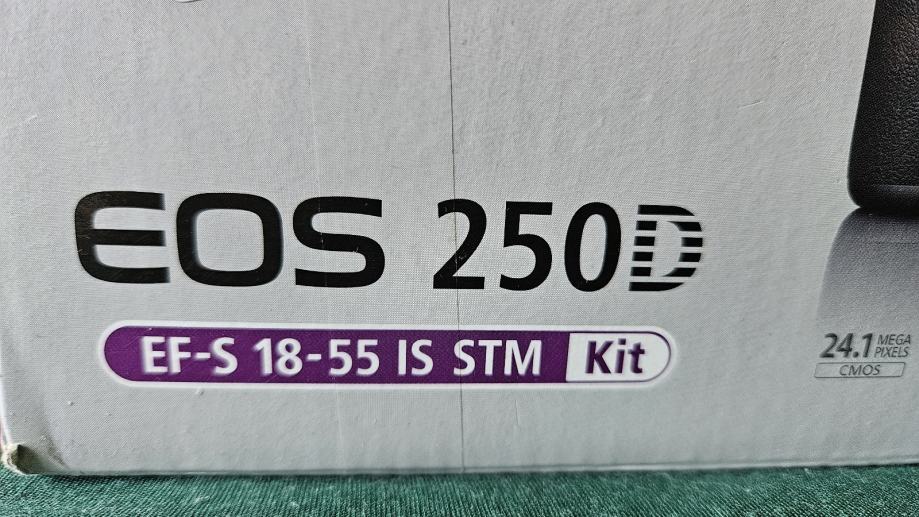 EOS 250D
EF-S 18-55 IS STM Kit
24.1 MEGA PIXELS
CMOS